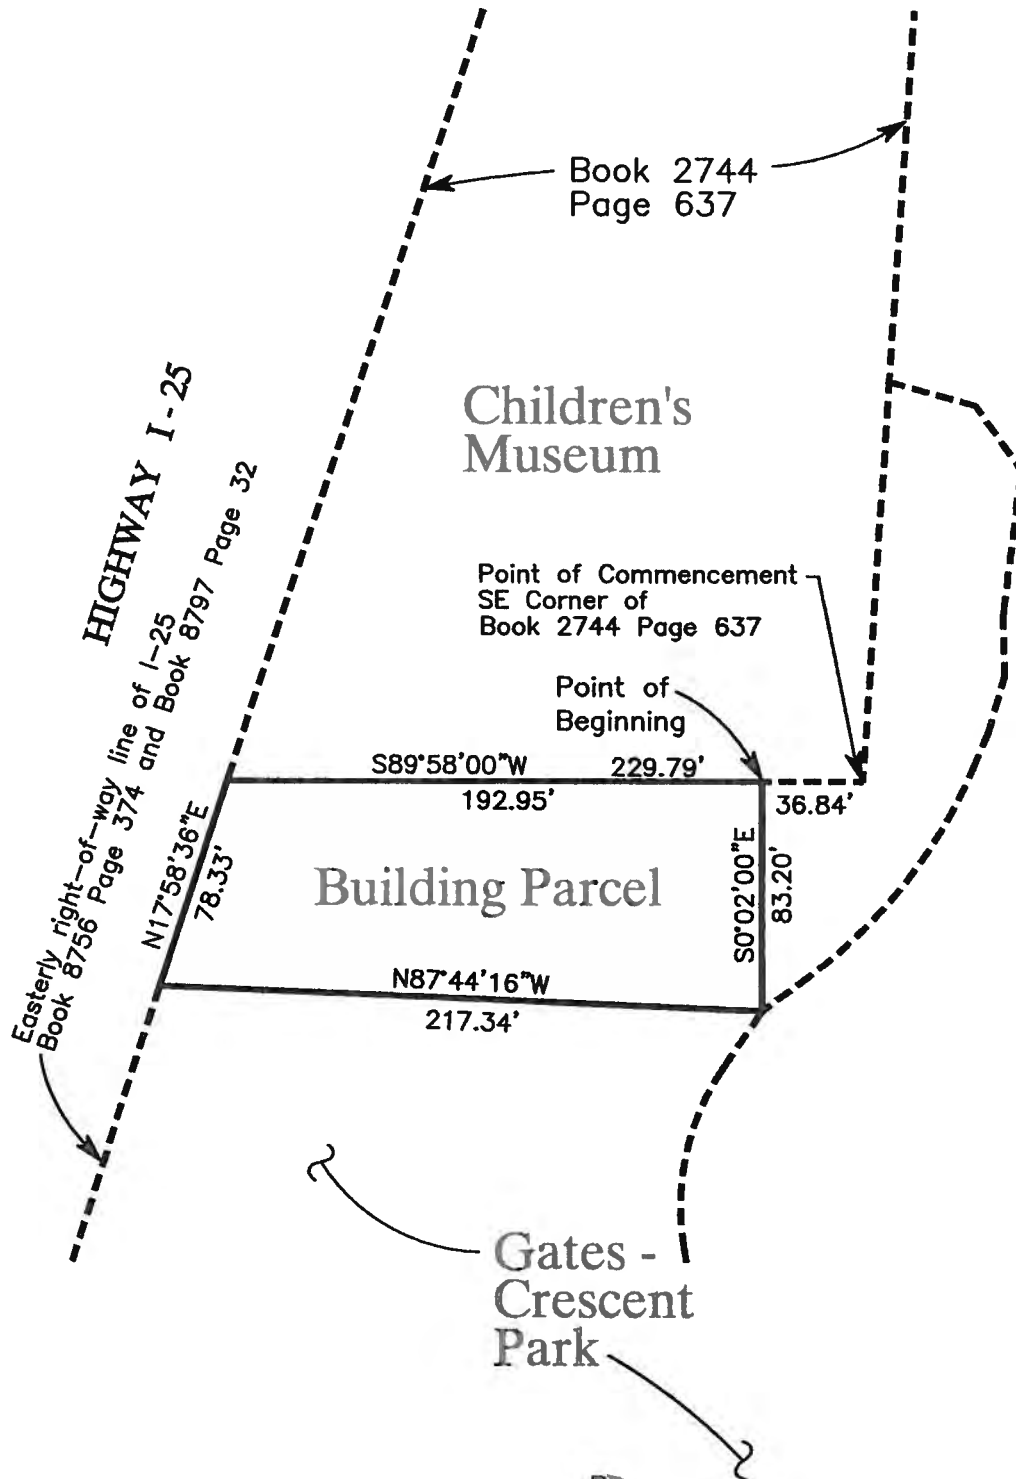 Book 2744
Page 637
Children's
Museum
HIGHWAY I-25
Easterly right-of-way line of I-25
Book 8756 Page 374 and Book 8797 Page 32
Point of Commencement
SE Corner of
Book 2744 Page 637
Point of
Beginning
S89°58'00"W 229.79'
192.95' 36.84'
N17°58'36"E
78.33'
Building Parcel
S0°02'00"E
83.20'
N87°44'16"W
217.34'
Gates -
Crescent
Park